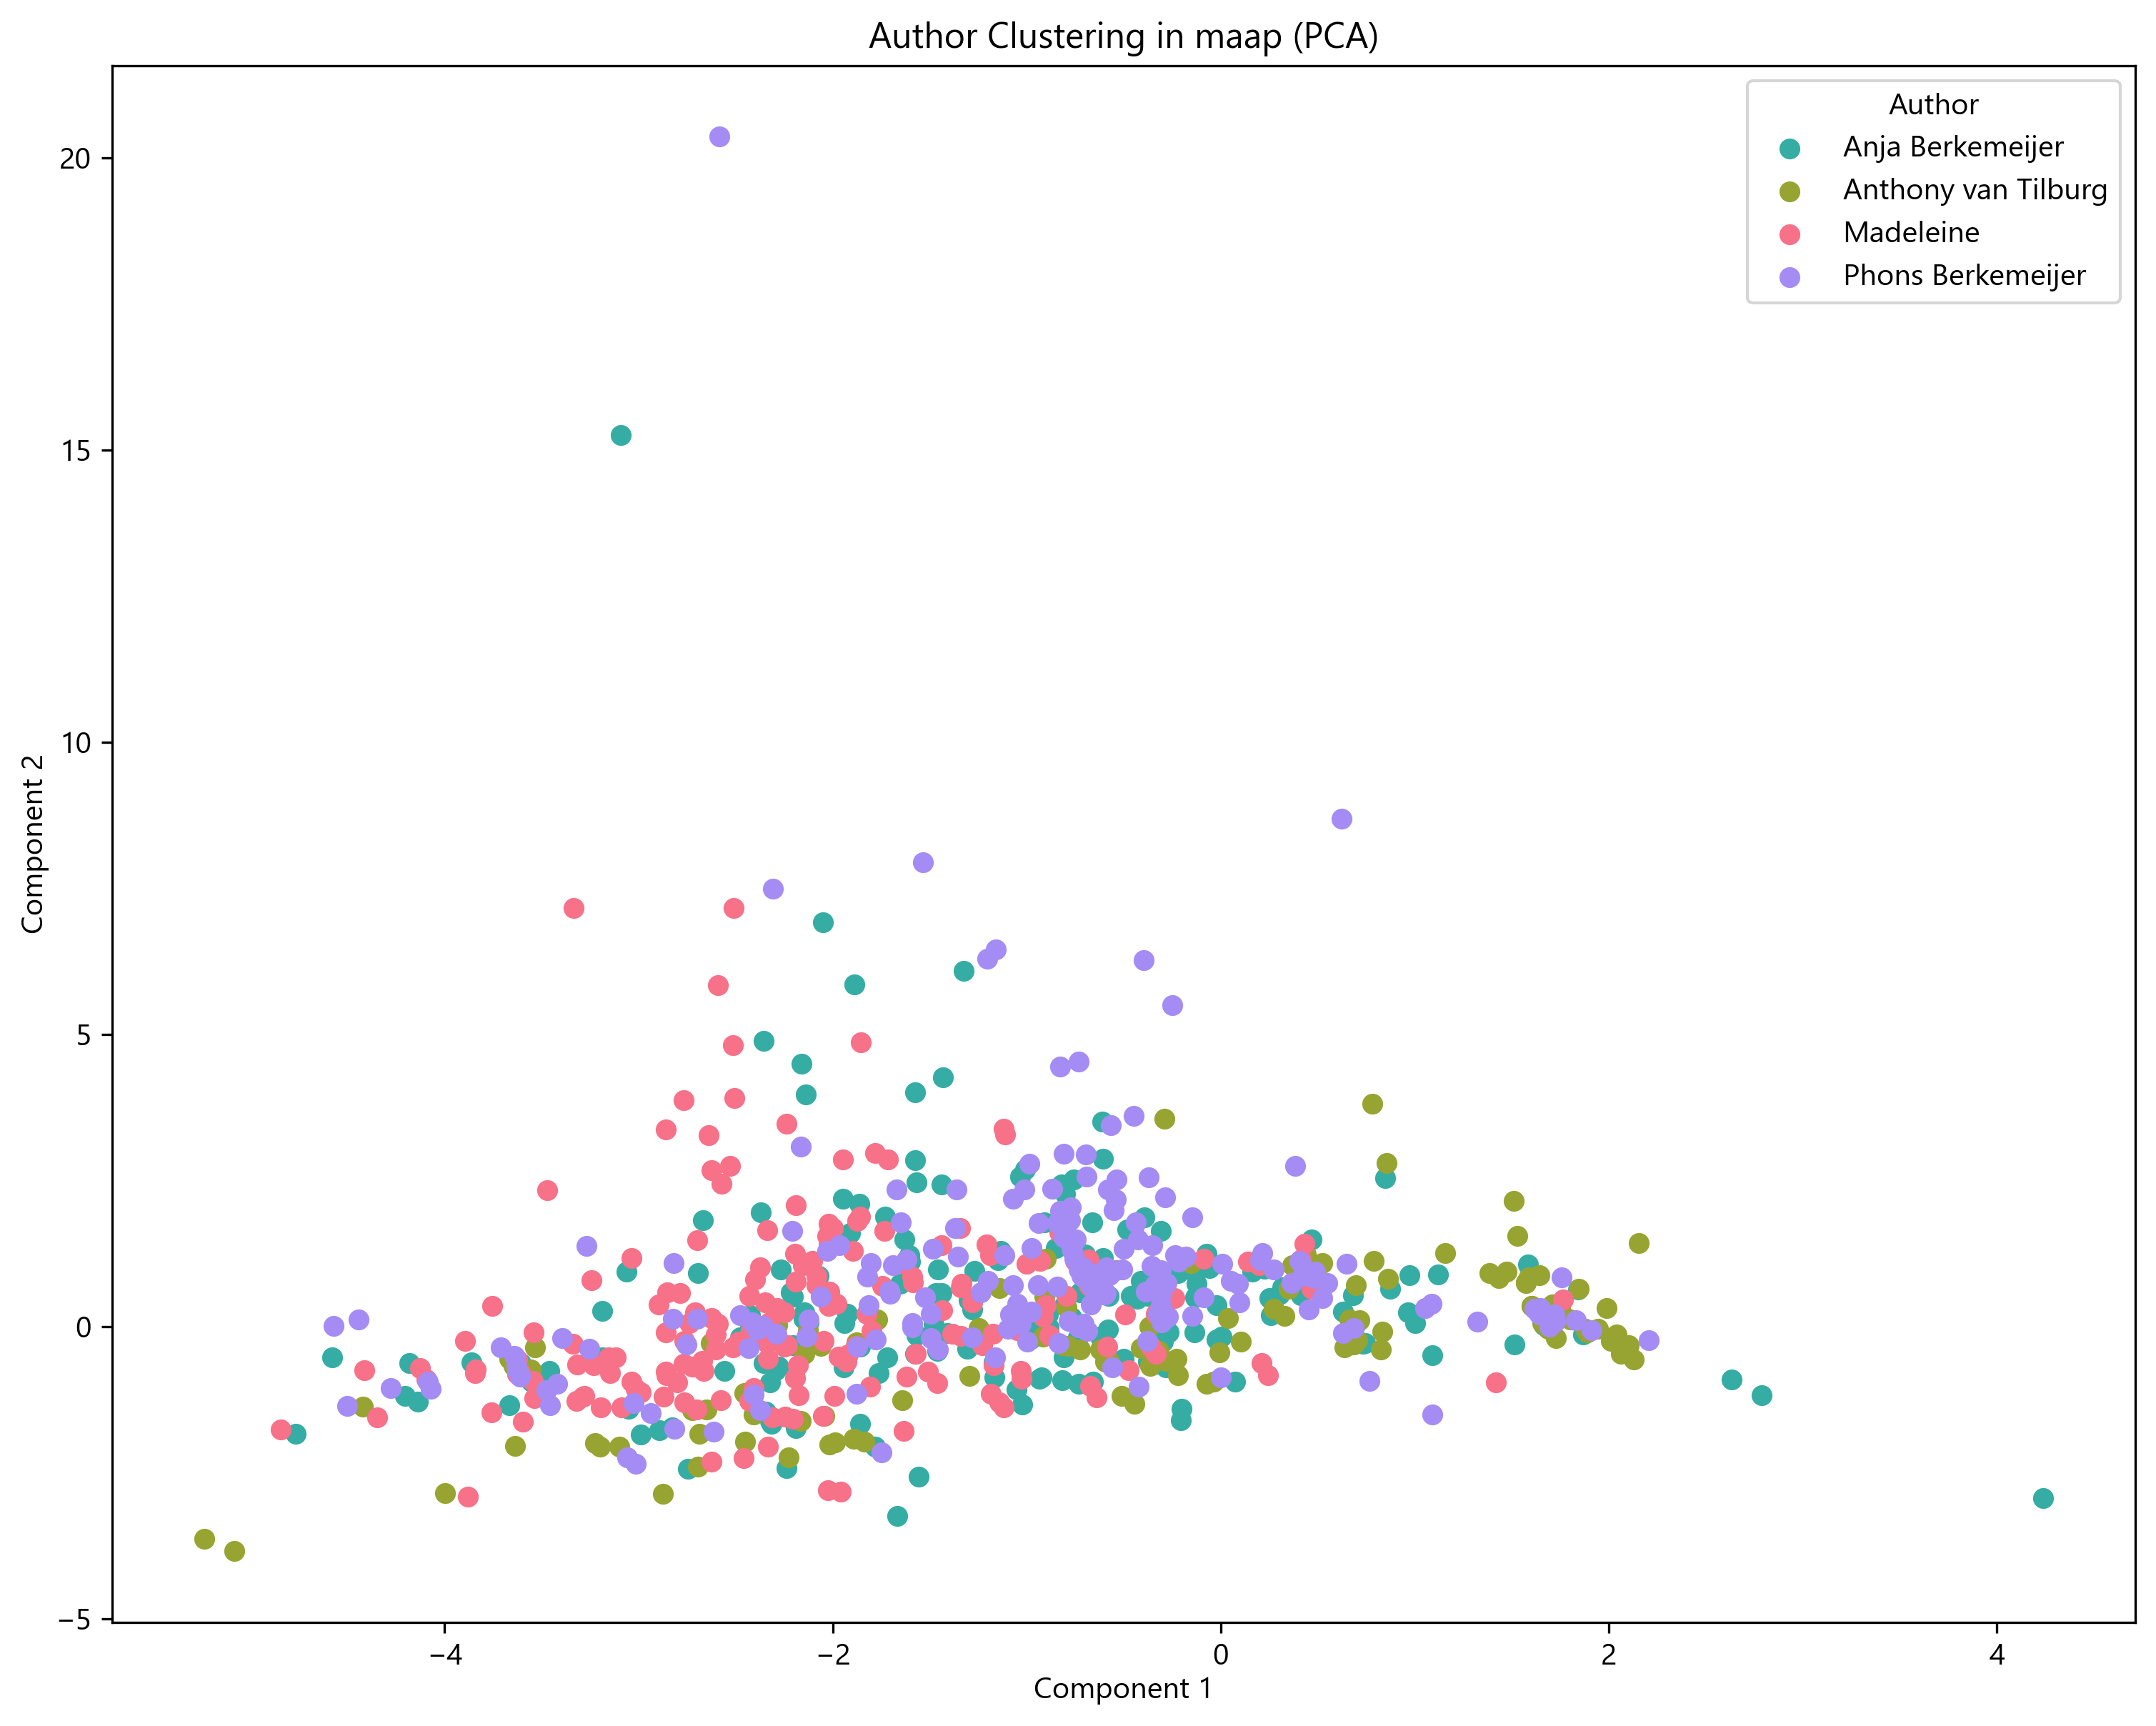 Author Clustering in maap (PCA)
Author
Anja Berkemeijer
Anthony van Tilburg
Madeleine
Phons Berkemeijer
20
15
10
5
0
−5
Component 2
−4
−2
0
2
4
Component 1